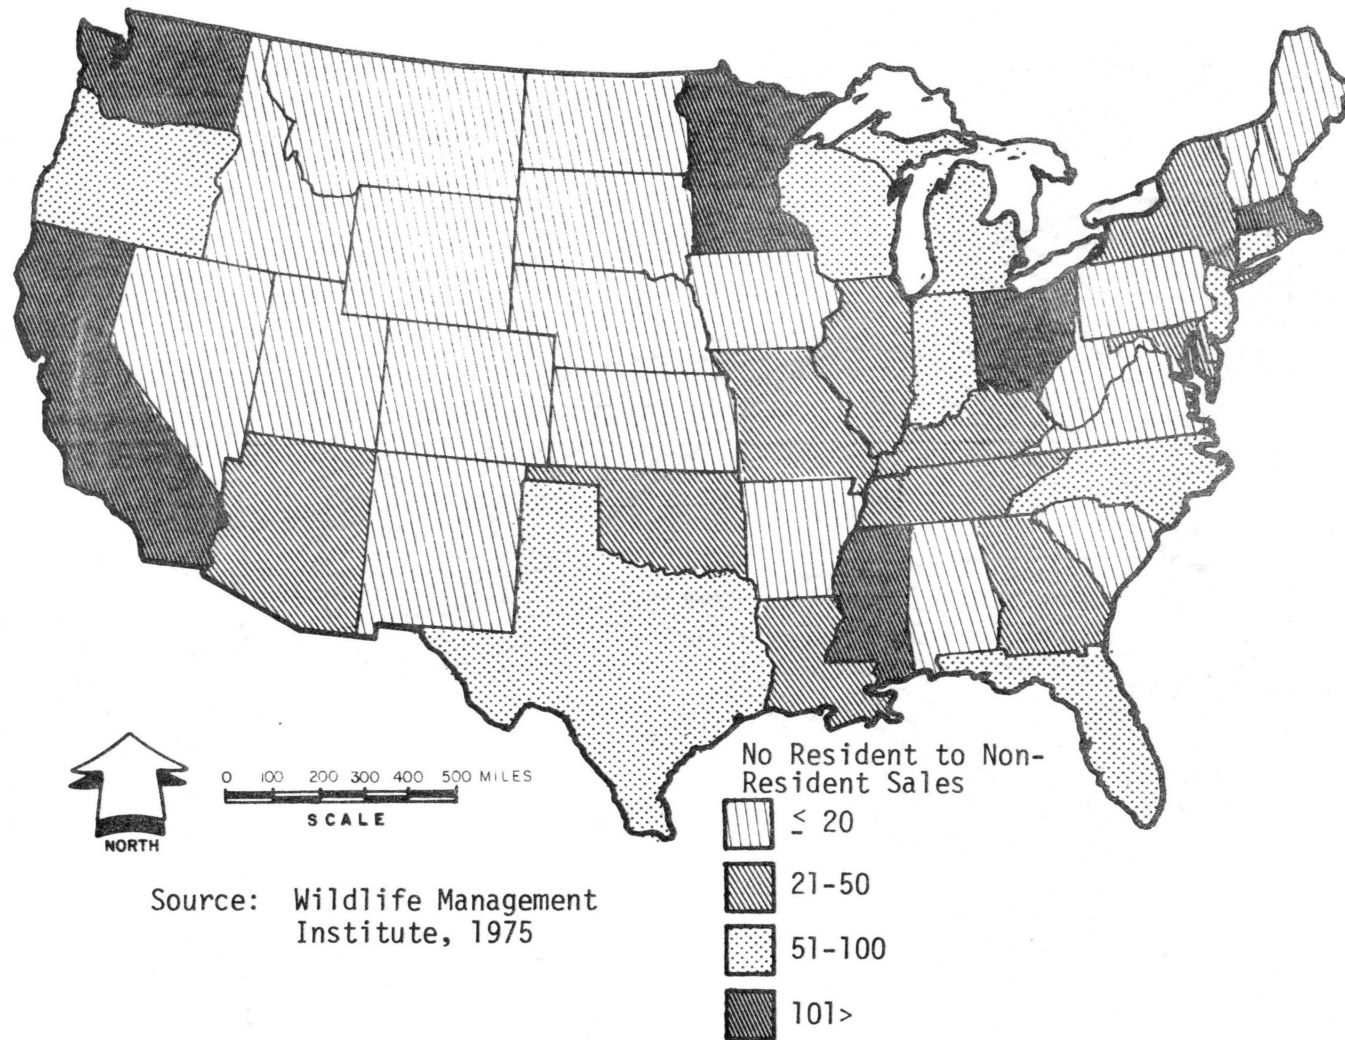 No Resident to Non-
Resident Sales
≤ 20
21-50
51-100
101>
0 100 200 300 400 500 MILES
SCALE
NORTH
Source: Wildlife Management
Institute, 1975